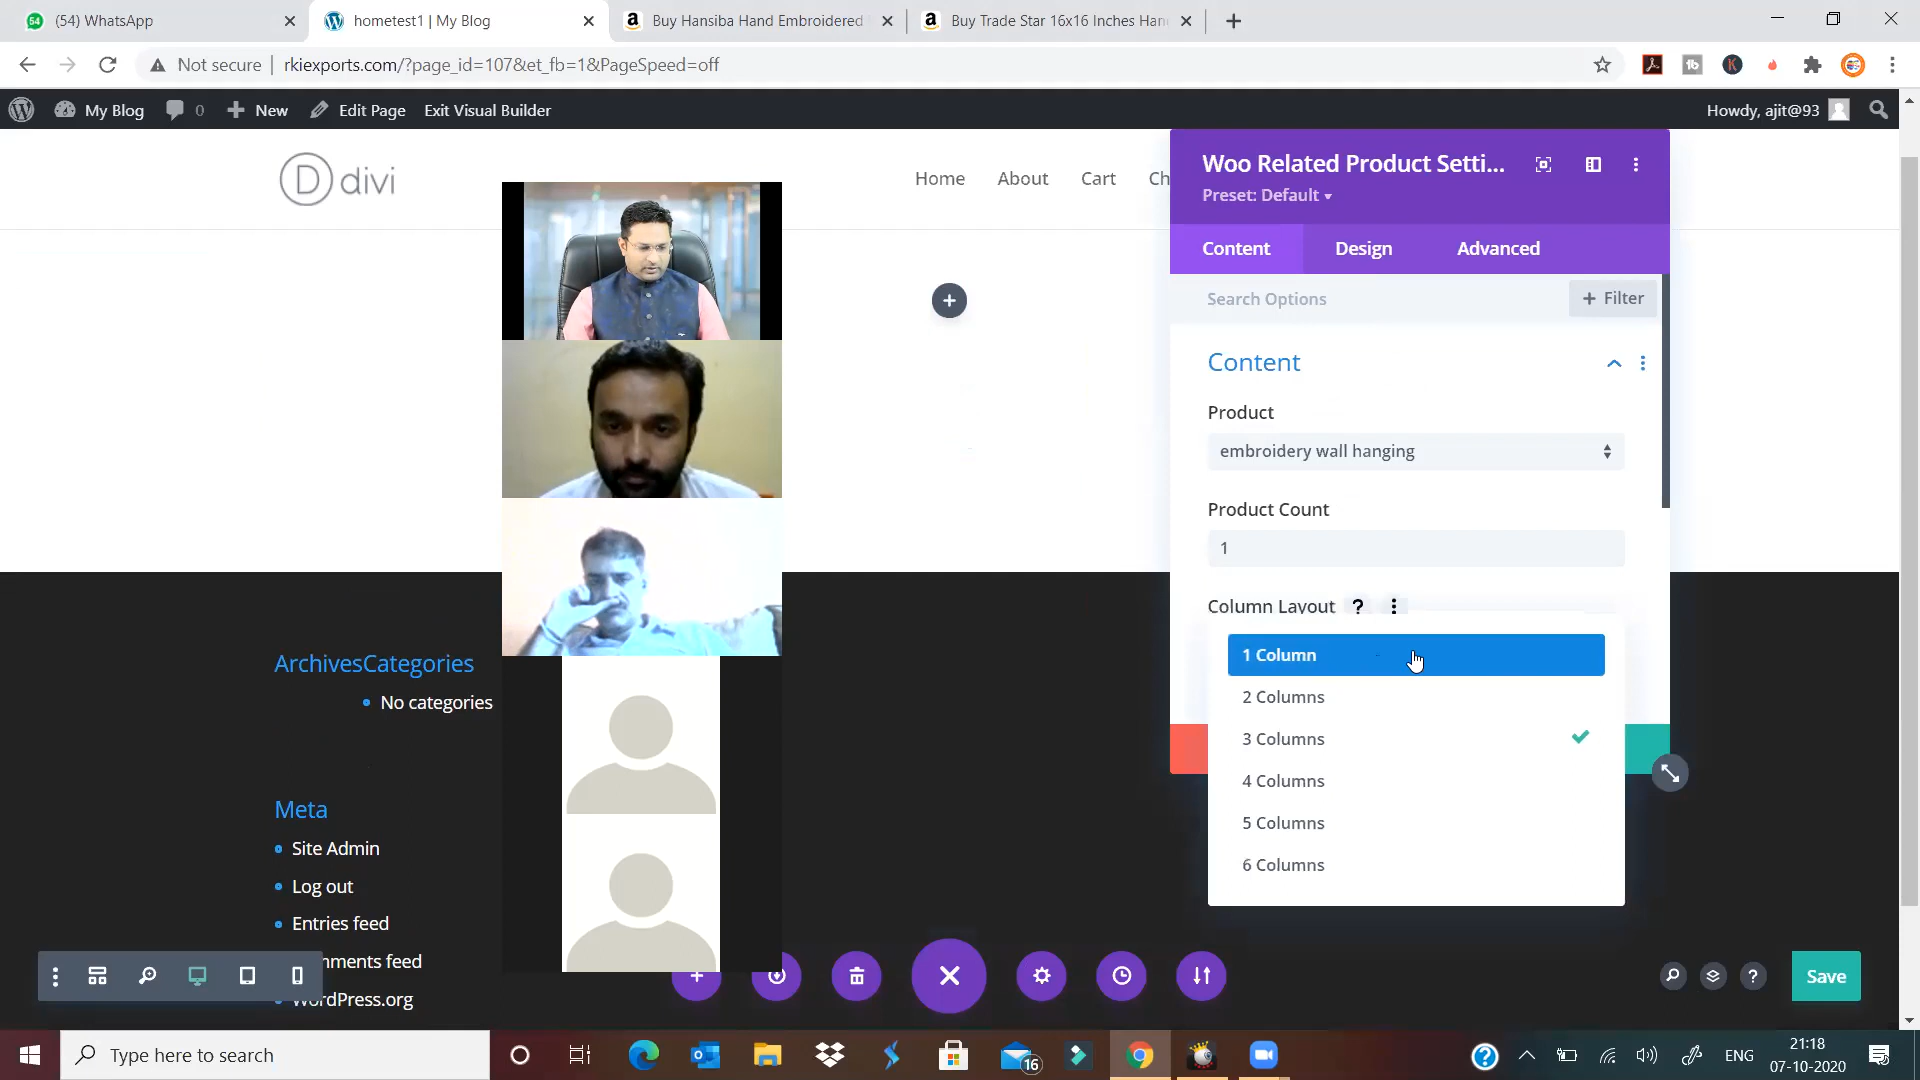 (54) WhatsApp
hometest1 | My Blog
Buy Hansiba Hand Embroidered
Buy Trade Star 16x16 Inches Han
Not secure
rkiexports.com/?page_id=107&et_fb=1&PageSpeed=off
My Blog
0
New
Edit Page
Exit Visual Builder
Howdy, ajit@93
D divi
Home
About
Cart
Ch
Woo Related Product Setti...
Preset: Default
Content
Design
Advanced
Search Options
+ Filter
Content
Product
embroidery wall hanging
Product Count
1
Column Layout
1 Column
2 Columns
3 Columns
4 Columns
5 Columns
6 Columns
ArchivesCategories
No categories
Meta
Site Admin
Log out
Entries feed
mments feed
WordPress.org
Save
Type here to search
16
ENG
21:18
07-10-2020